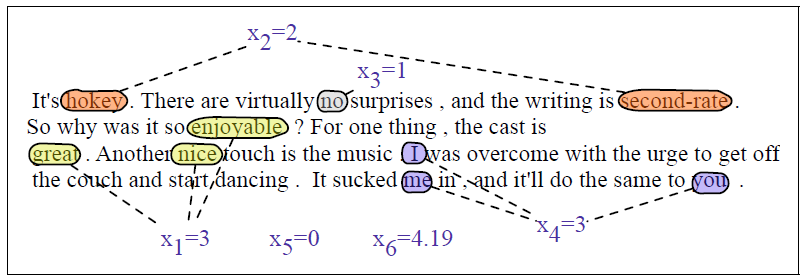 x2=2
x3=1
It's hokey . There are virtually no surprises , and the writing is second-rate .
So why was it so enjoyable ? For one thing , the cast is
great . Another nice touch is the music . I was overcome with the urge to get off
the couch and start dancing . It sucked me in , and it'll do the same to you .
x1=3 x5=0 x6=4.19 x4=3